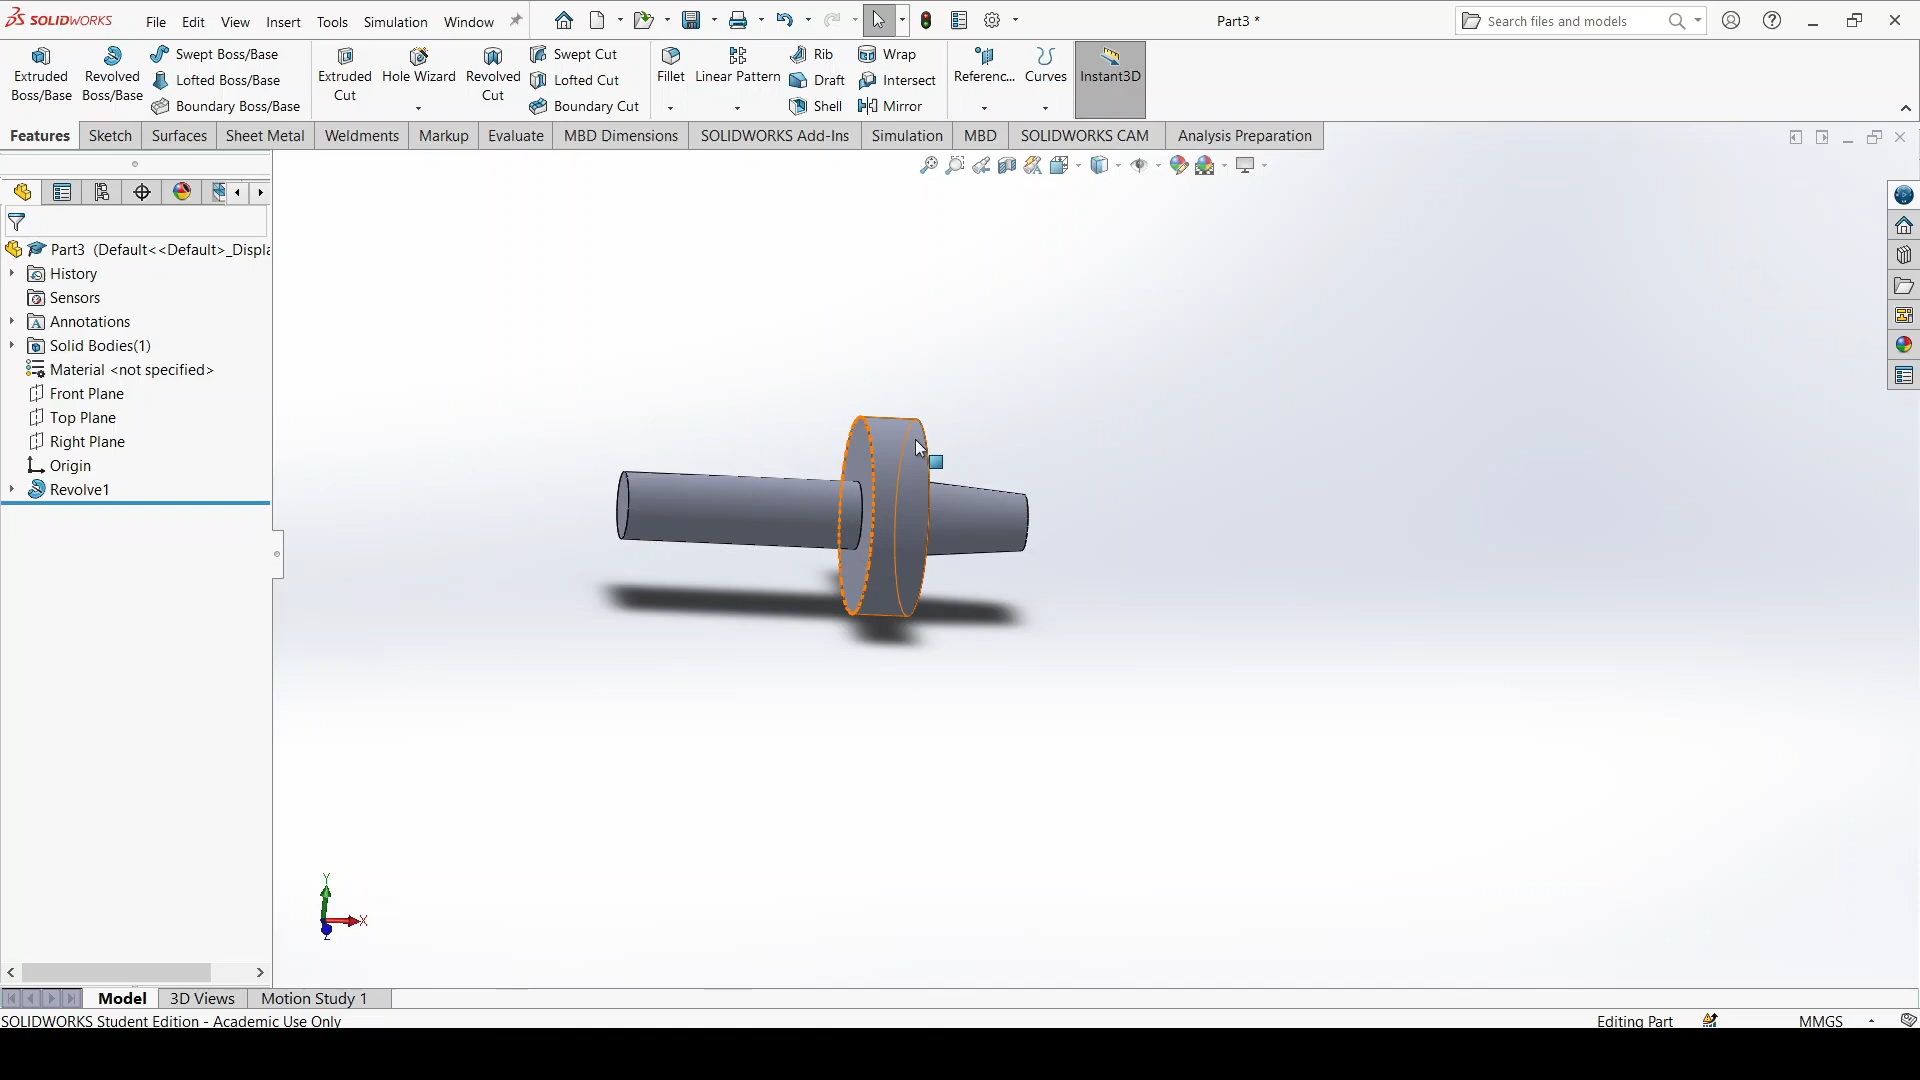 SOLIDWORKS File Edit View Insert Tools Simulation Window Part3 * Search files and models
Extruded Boss/Base
Revolved Boss/Base
Swept Boss/Base
Lofted Boss/Base
Boundary Boss/Base
Extruded Cut
Hole Wizard
Revolved Cut
Swept Cut
Lofted Cut
Boundary Cut
Fillet
Linear Pattern
Rib
Draft
Shell
Wrap
Intersect
Mirror
Referenc...
Curves
Instant3D
Features Sketch Surfaces Sheet Metal Weldments Markup Evaluate MBD Dimensions SOLIDWORKS Add-Ins Simulation MBD SOLIDWORKS CAM Analysis Preparation
Part3 (Default<<Default>_Displa
History
Sensors
Annotations
Solid Bodies(1)
Material <not specified>
Front Plane
Top Plane
Right Plane
Origin
Revolve1
Y
X
Z
Model 3D Views Motion Study 1
SOLIDWORKS Student Edition - Academic Use Only Editing Part MMGS